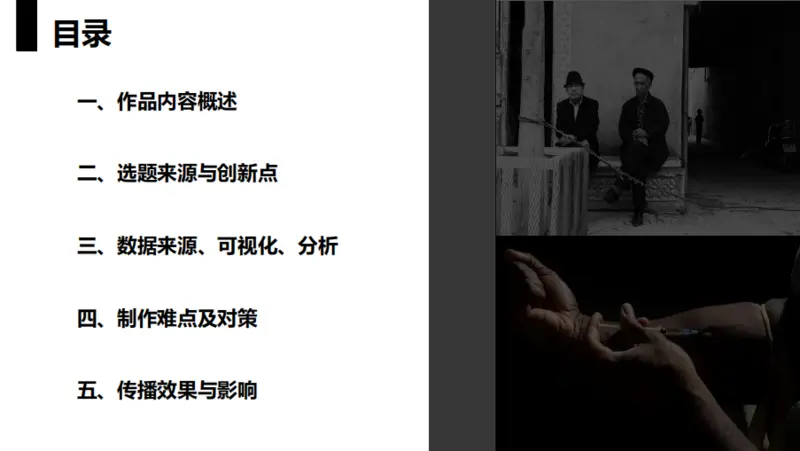 目录
一、作品内容概述
二、选题来源与创新点
三、数据来源、可视化、分析
四、制作难点及对策
五、传播效果与影响